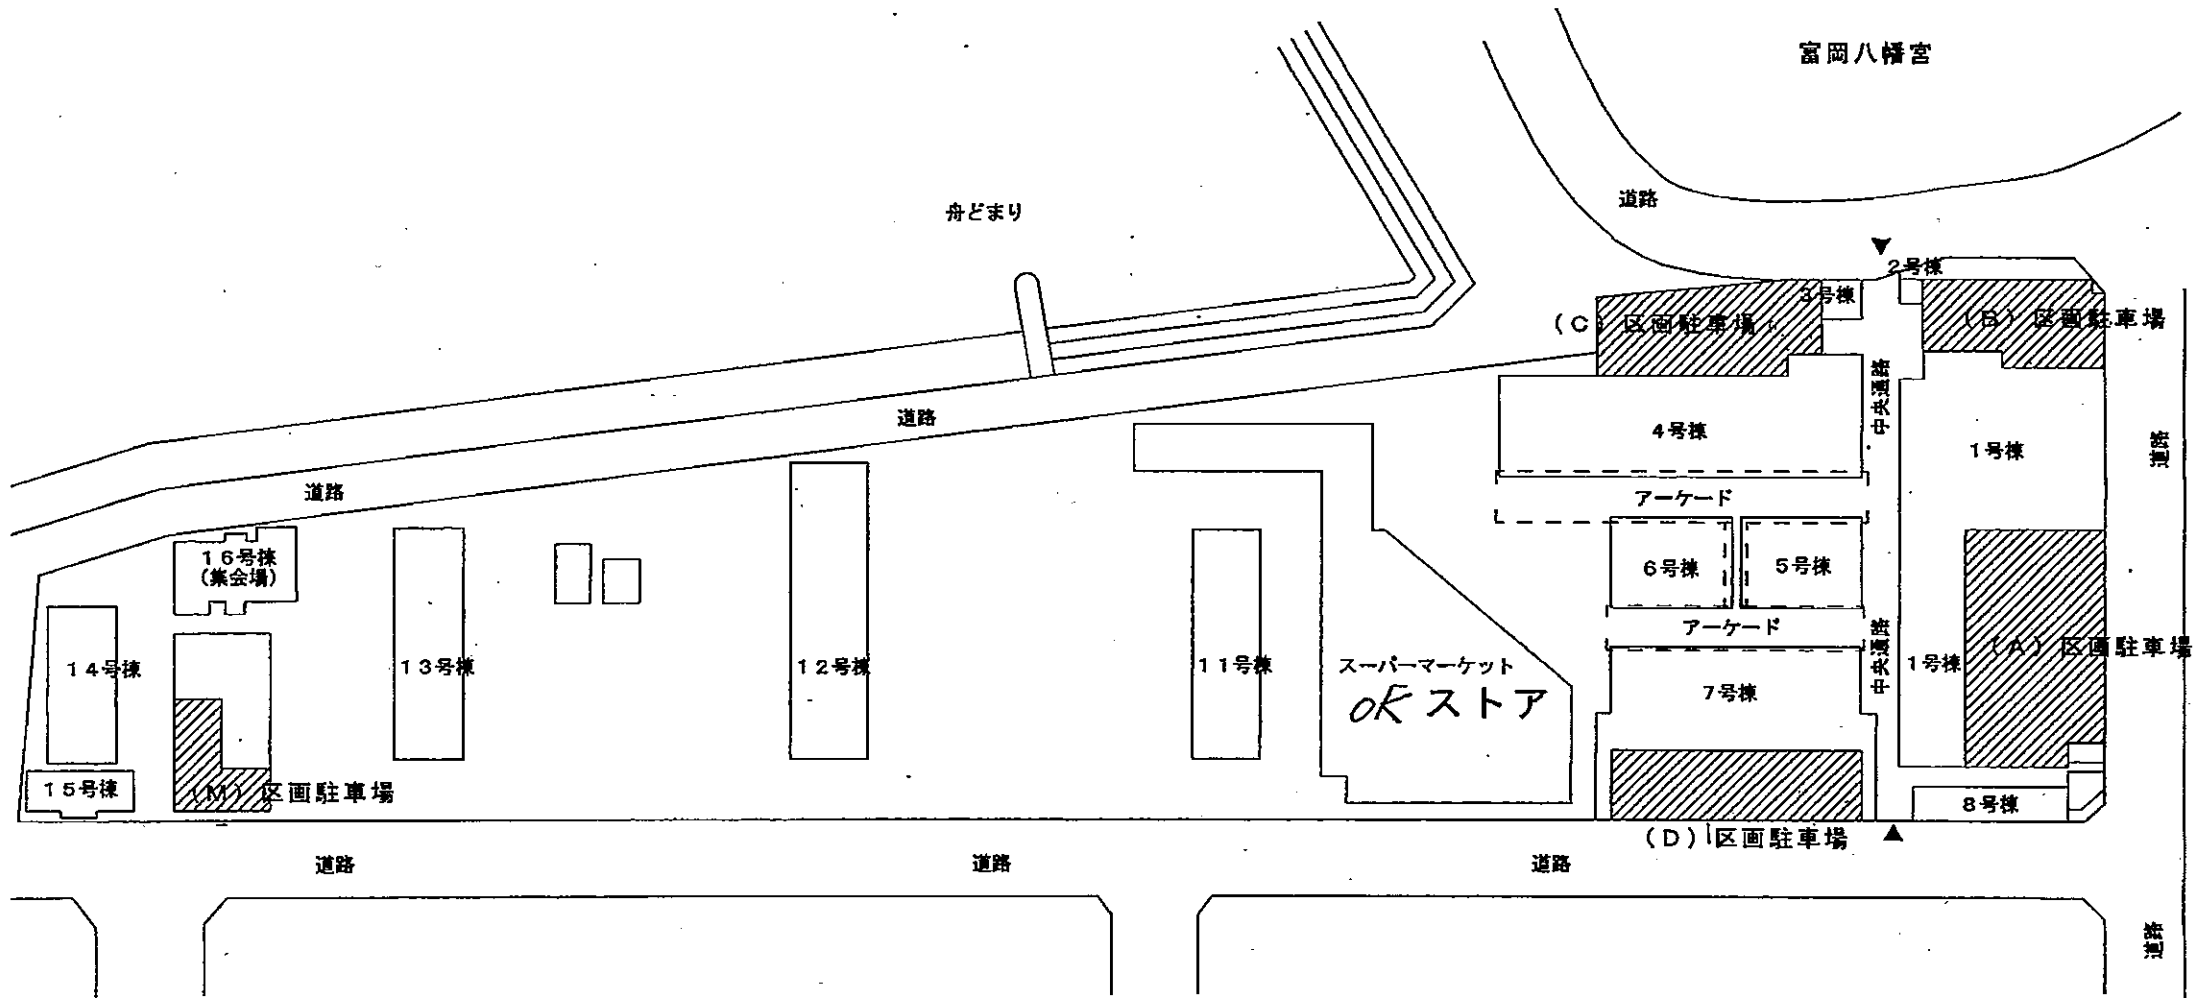 富岡八幡宮
道路
舟どまり
2号棟
3号棟
(C)区画駐車場
(B)区画駐車場
中央通路
道路
4号棟
1号棟
道路
アーケード
道路
16号棟
(集会場)
6号棟
5号棟
アーケード
中央通路
1号棟
(A)区画駐車場
14号棟
13号棟
12号棟
11号棟
スーパーマーケット
OKストア
7号棟
15号棟
(M)区画駐車場
8号棟
(D)区画駐車場
道路
道路
道路
道路